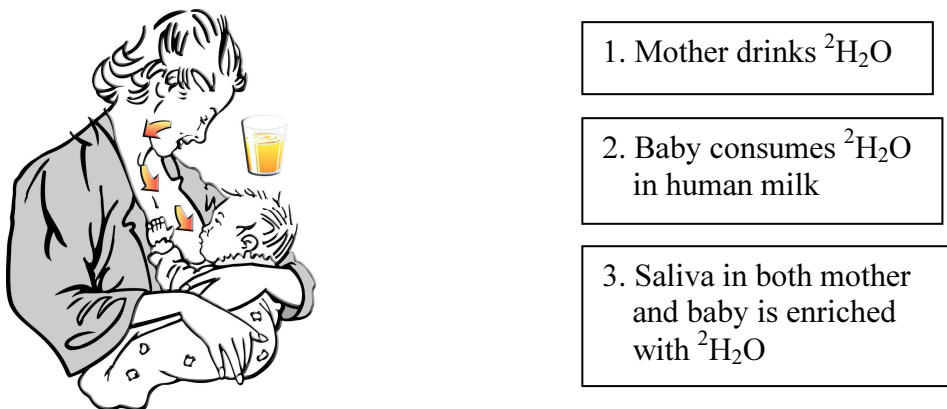 1. Mother drinks ²H₂O
2. Baby consumes ²H₂O
in human milk
3. Saliva in both mother
and baby is enriched
with ²H₂O